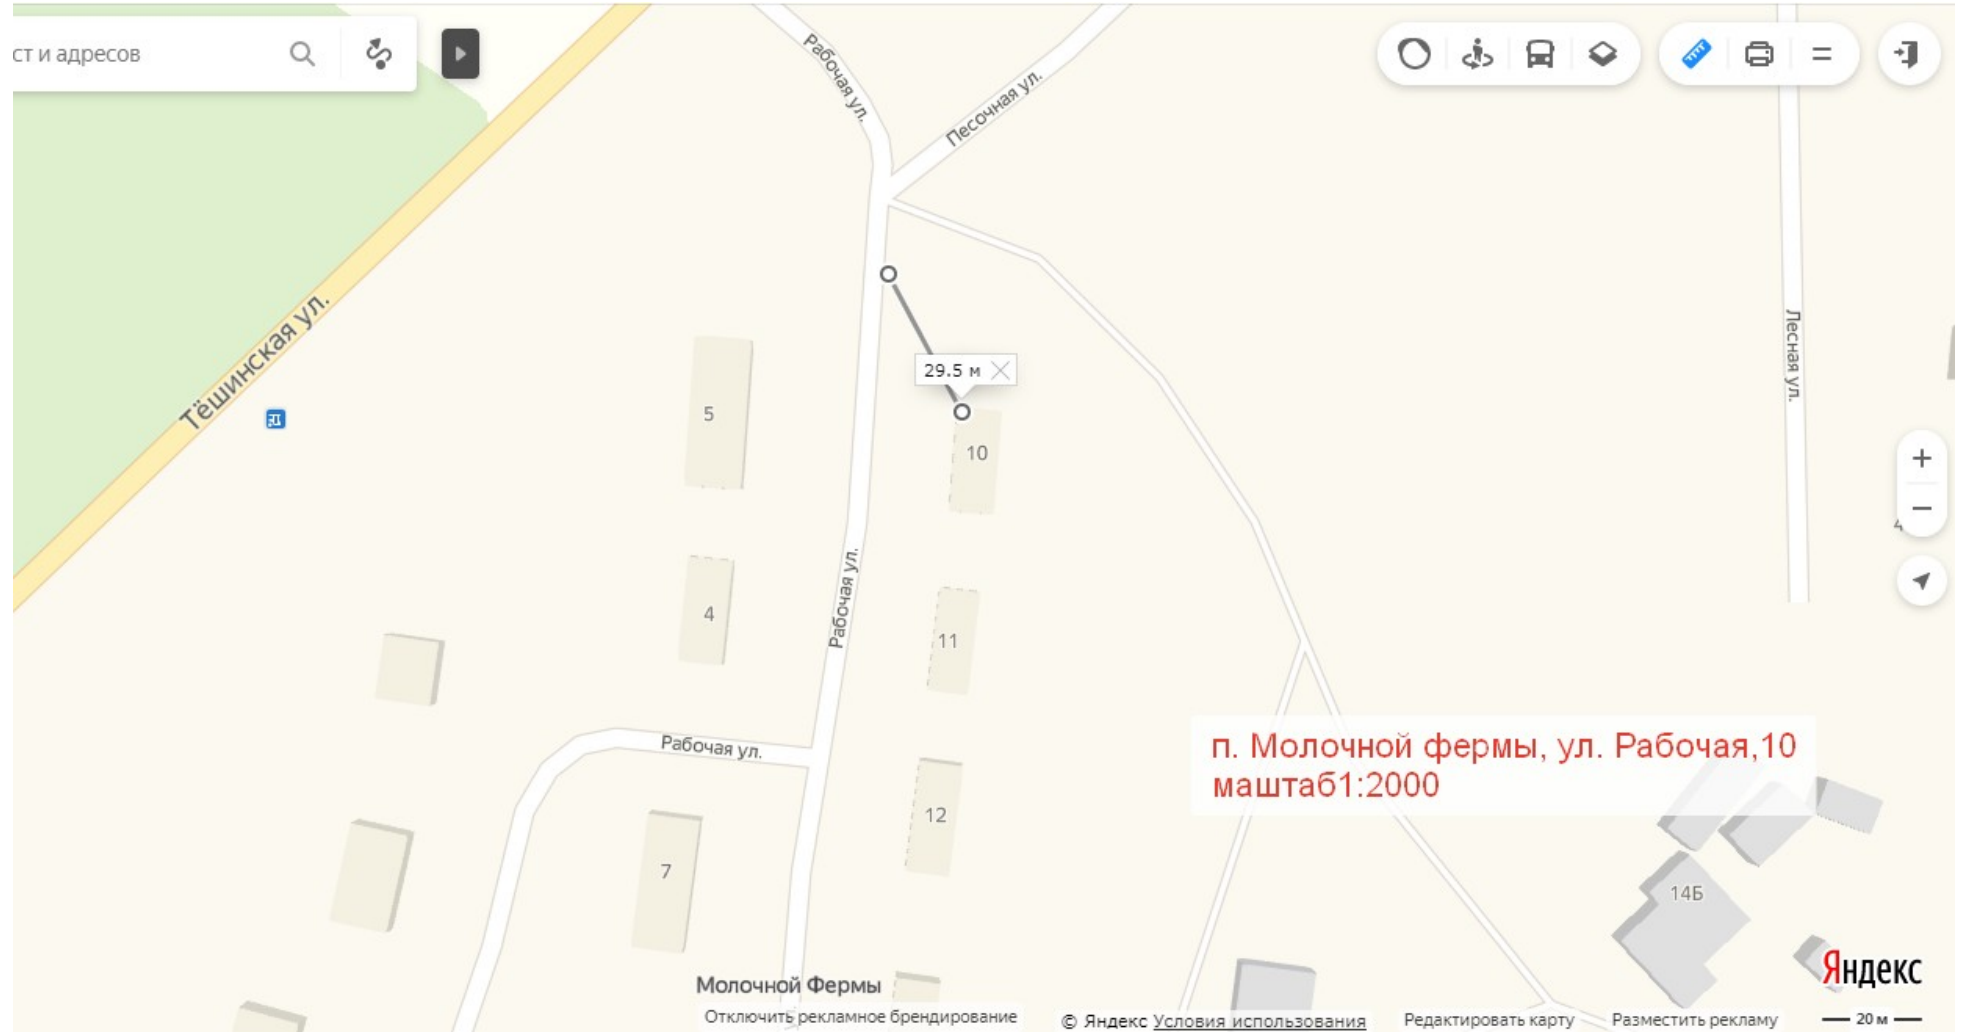 ст и адресов
Рабочая ул.
Песочная ул.
Тёшинская ул.
Лесная ул.
29.5 м
5
10
4
11
Рабочая ул.
Рабочая ул.
п. Молочной фермы, ул. Рабочая,10
маштаб1:2000
12
7
14Б
Яндекс
Молочной Фермы
Отключить рекламное брендирование
© Яндекс Условия использования
Редактировать карту
Разместить рекламу
20 м